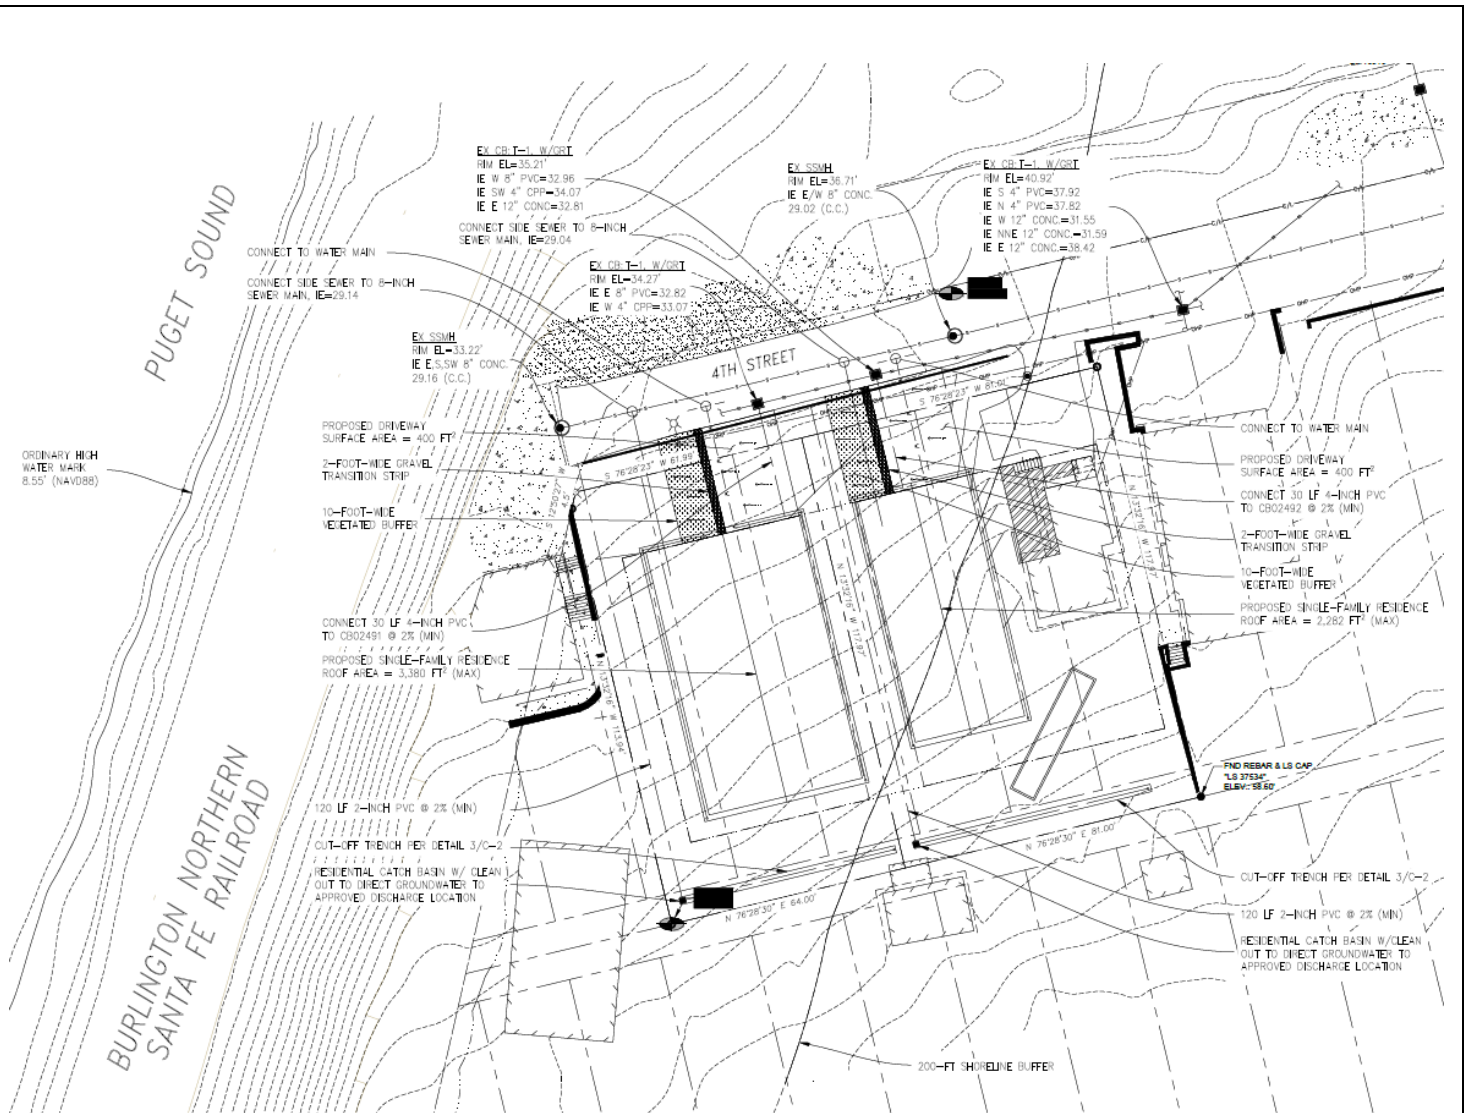 EX CB: T-1, W/GRT
RIM EL=35.21'
IE W 8" PVC=32.96
IE SW 4" CPP=34.07
IE E 12" CONC=32.81
EX SSMH
RIM EL=36.71'
IE E/W 8" CONC.
29.02 (C.C.)
EX CB: T-1, W/GRT
RIM EL=40.92'
IE S 4" PVC=37.92
IE N 4" PVC=37.82
IE W 12" CONC.=31.55
IE NNE 12" CONC.=31.59
IE E 12" CONC.=38.42
CONNECT SIDE SEWER TO 8-INCH
SEWER MAIN, IE=29.04
CONNECT TO WATER MAIN
CONNECT SIDE SEWER TO 8-INCH
SEWER MAIN, IE=29.14
EX CB: T-1, W/GRT
RIM EL=34.27'
IE E 8" PVC=32.82
IE W 4" CPP=33.07
EX SSMH
RIM EL=33.22'
IE E,S,SW 8" CONC.
29.16 (C.C.)
PUGET SOUND
4TH STREET
ORDINARY HIGH
WATER MARK
8.55' (NAVD88)
PROPOSED DRIVEWAY
SURFACE AREA = 400 FT²
2-FOOT-WIDE GRAVEL
TRANSITION STRIP
10-FOOT-WIDE
VEGETATED BUFFER
CONNECT 30 LF 4-INCH PVC
TO CB02491 @ 2% (MIN)
PROPOSED SINGLE-FAMILY RESIDENCE
ROOF AREA = 3,380 FT² (MAX)
120 LF 2-INCH PVC @ 2% (MIN)
CUT-OFF TRENCH PER DETAIL 3/C-2
RESIDENTIAL CATCH BASIN W/ CLEAN
OUT TO DIRECT GROUNDWATER TO
APPROVED DISCHARGE LOCATION
S 76°28'23" W 61.99'
S 76°28'23" W 81.01'
S 12°50'27" W
4.5'
N 13°32'16" W 113.94'
N 13°32'16" W 117.97'
N 13°32'16" W 117.97'
N 76°28'30" E 64.00'
N 76°28'30" E 81.00'
CONNECT TO WATER MAIN
PROPOSED DRIVEWAY
SURFACE AREA = 400 FT²
CONNECT 30 LF 4-INCH PVC
TO CB02492 @ 2% (MIN)
2-FOOT-WIDE GRAVEL
TRANSITION STRIP
10-FOOT-WIDE
VEGETATED BUFFER
PROPOSED SINGLE-FAMILY RESIDENCE
ROOF AREA = 2,282 FT² (MAX)
FND REBAR & LS CAP
"LS 37534"
ELEV.: 58.60'
CUT-OFF TRENCH PER DETAIL 3/C-2
120 LF 2-INCH PVC @ 2% (MIN)
RESIDENTIAL CATCH BASIN W/CLEAN
OUT TO DIRECT GROUNDWATER TO
APPROVED DISCHARGE LOCATION
200-FT SHORELINE BUFFER
BURLINGTON NORTHERN
SANTA FE RAILROAD